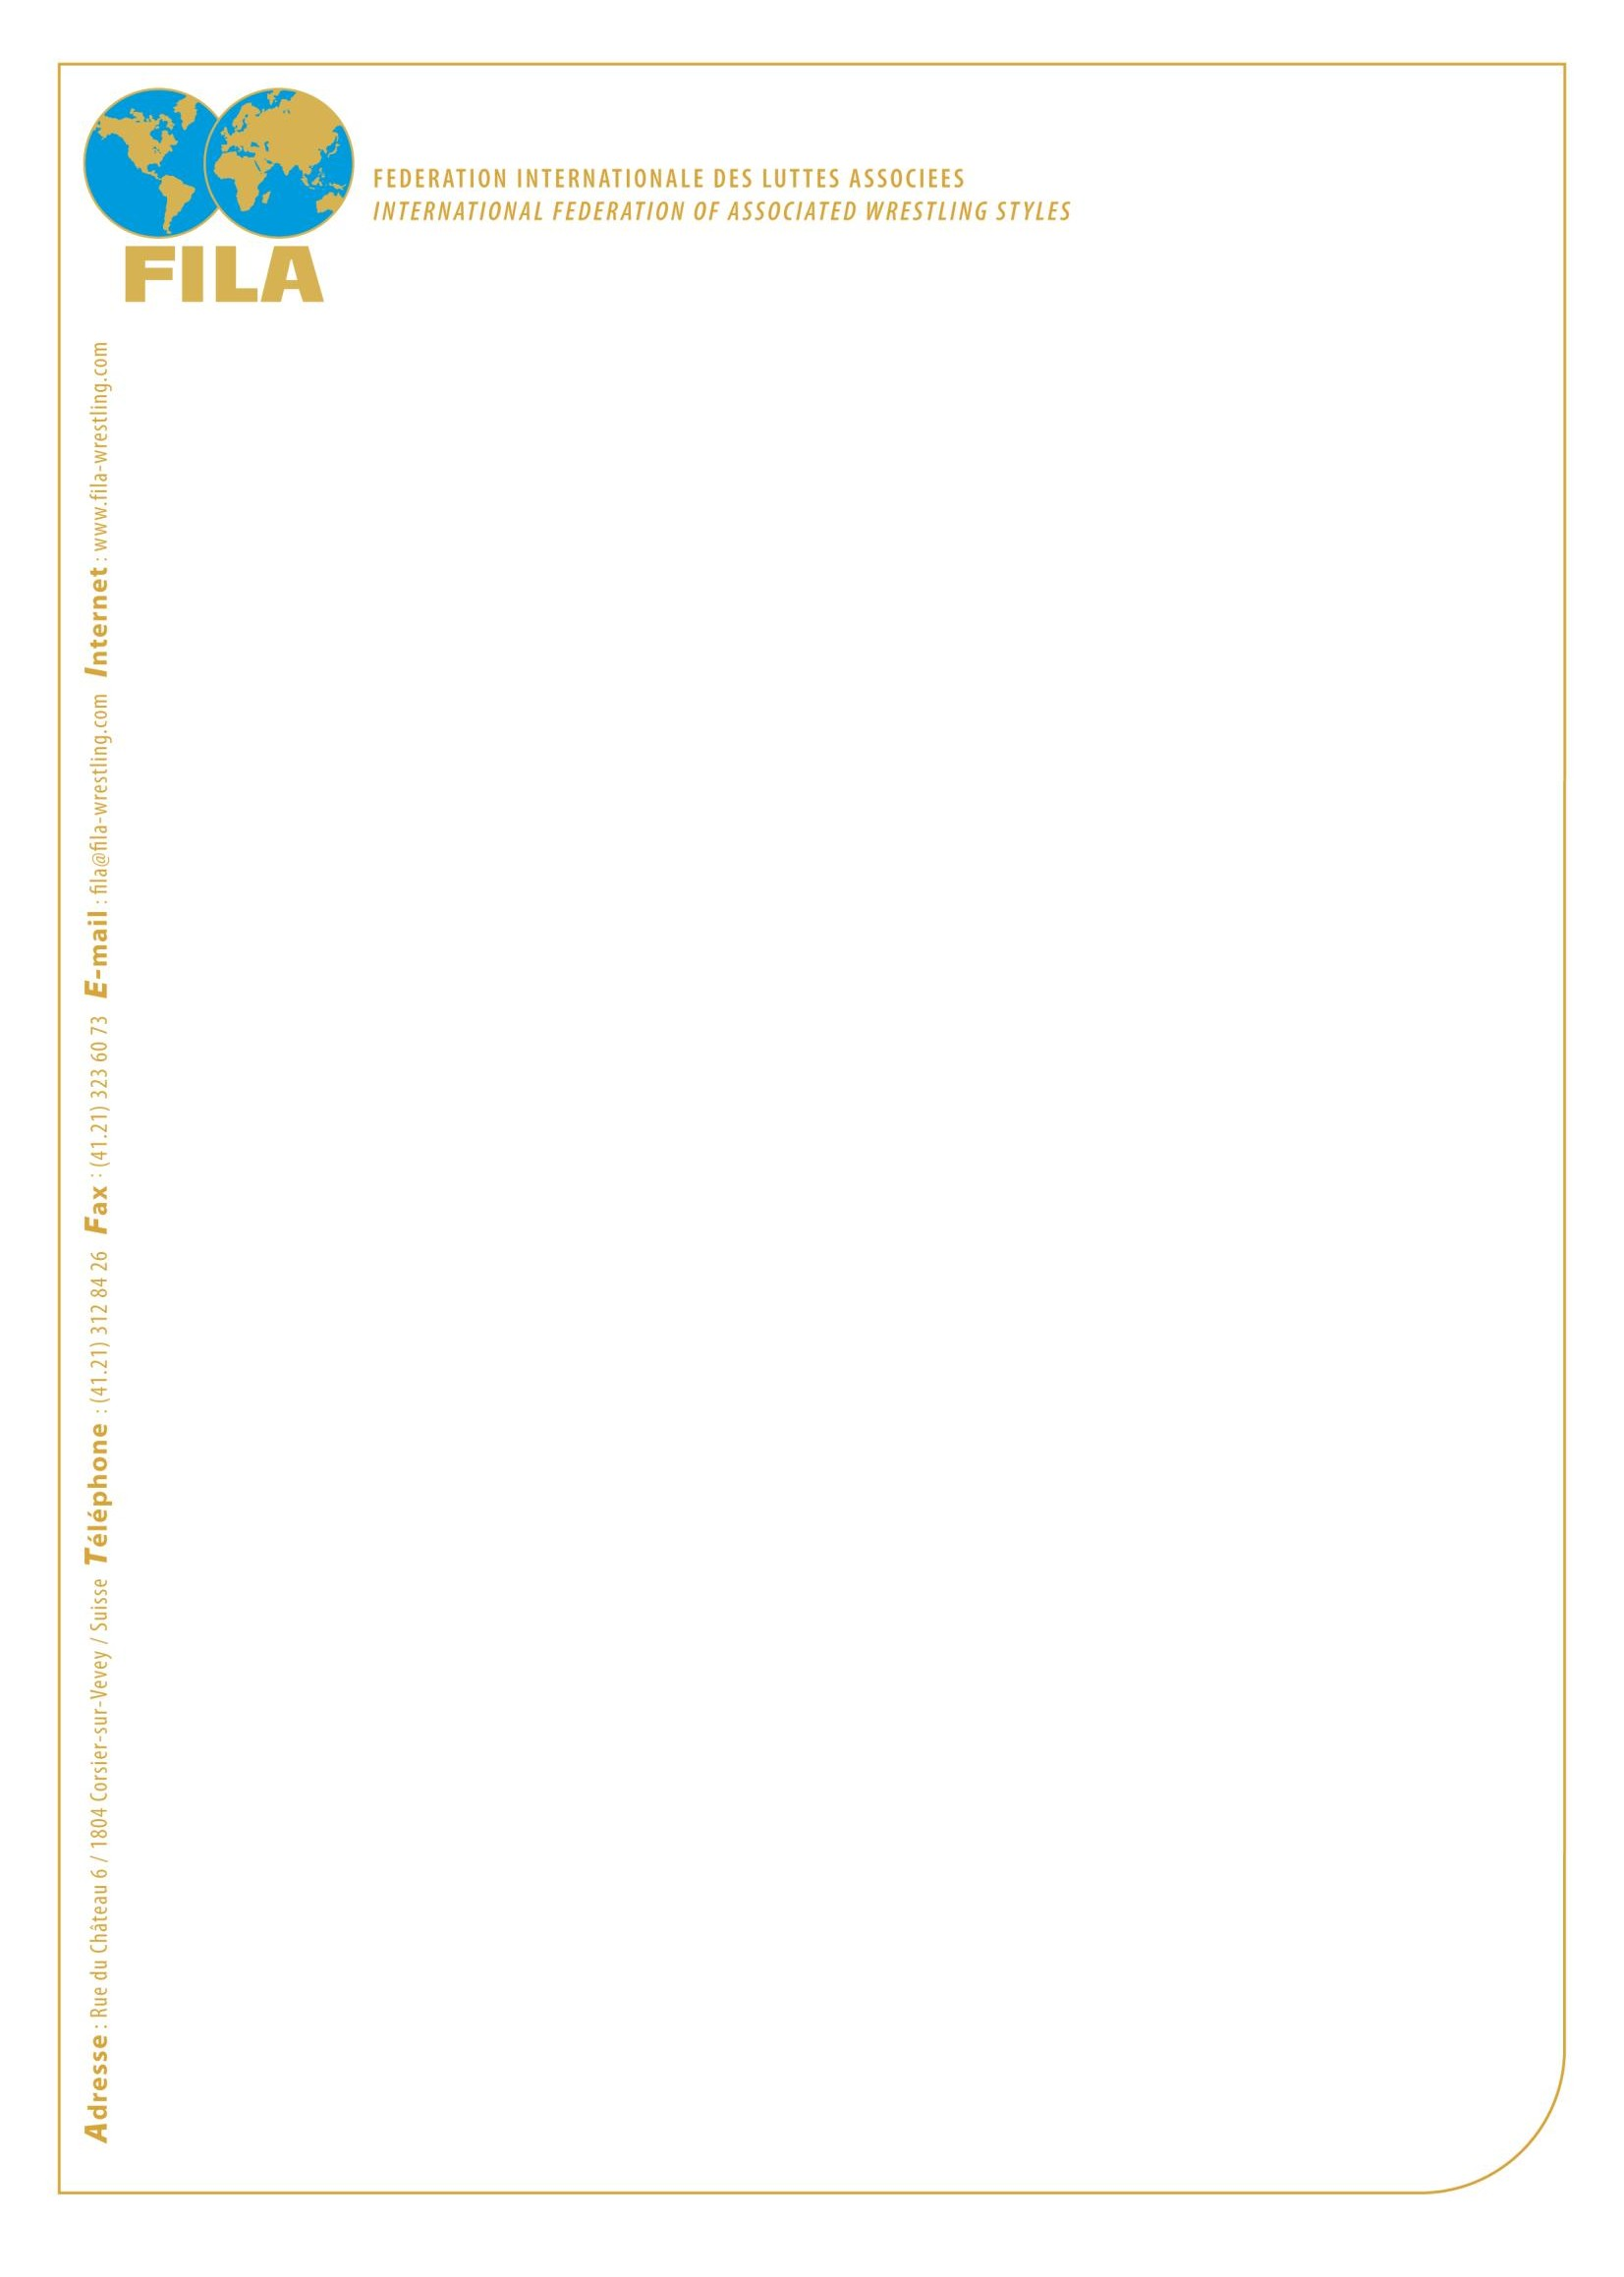 FEDERATION INTERNATIONALE DES LUTTES ASSOCIEES
INTERNATIONAL FEDERATION OF ASSOCIATED WRESTLING STYLES
FILA
Adresse : Rue du Château 6 / 1804 Corsier-sur-Vevey / Suisse Téléphone : (41.21) 312 84 26 Fax : (41.21) 323 60 73 E-mail : fila@fila-wrestling.com Internet : www.fila-wrestling.com